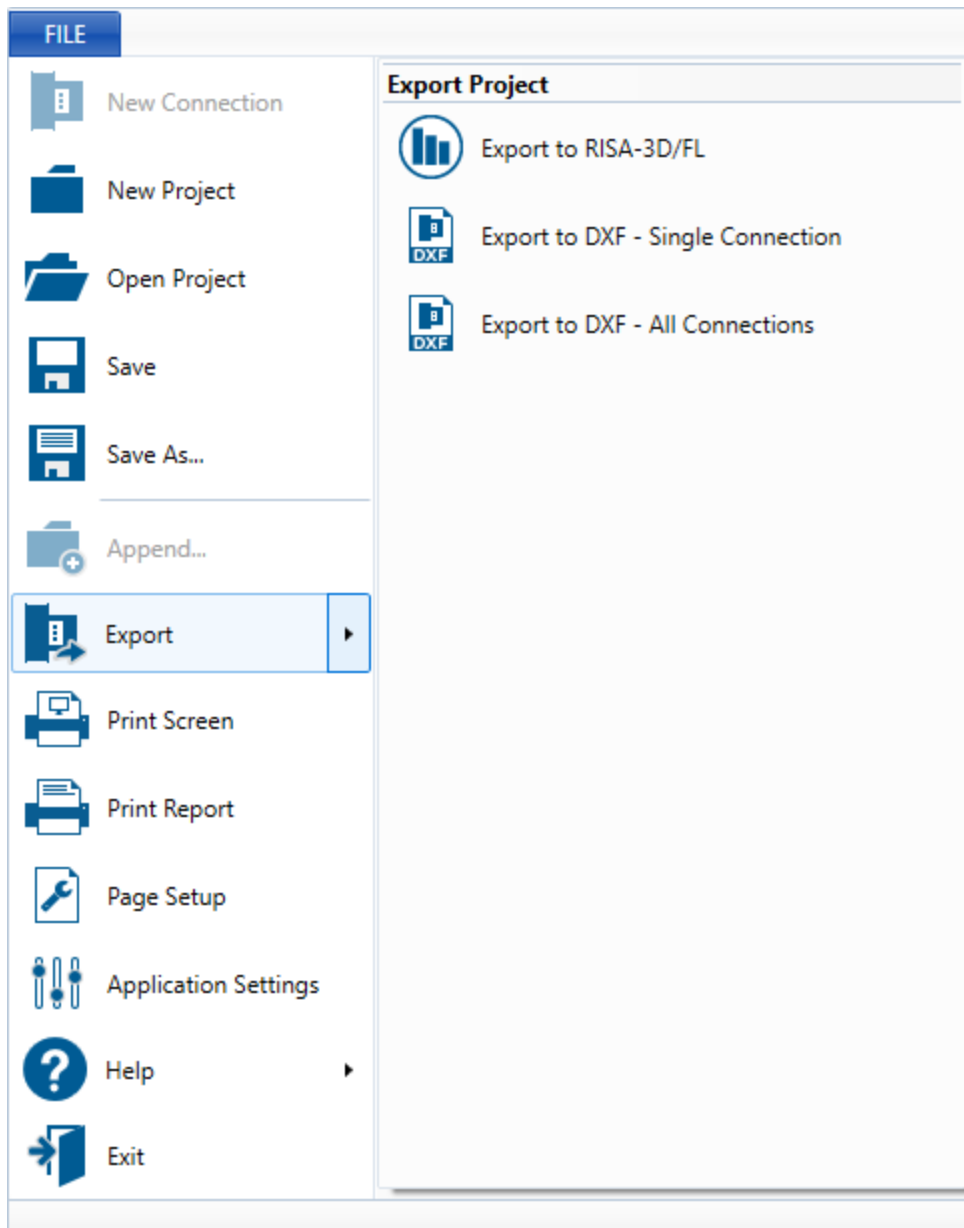 FILE
New Connection
New Project
Open Project
Save
Save As...
Append...
Export
Print Screen
Print Report
Page Setup
Application Settings
Help
Exit
Export Project
Export to RISA-3D/FL
DXF
Export to DXF - Single Connection
DXF
Export to DXF - All Connections